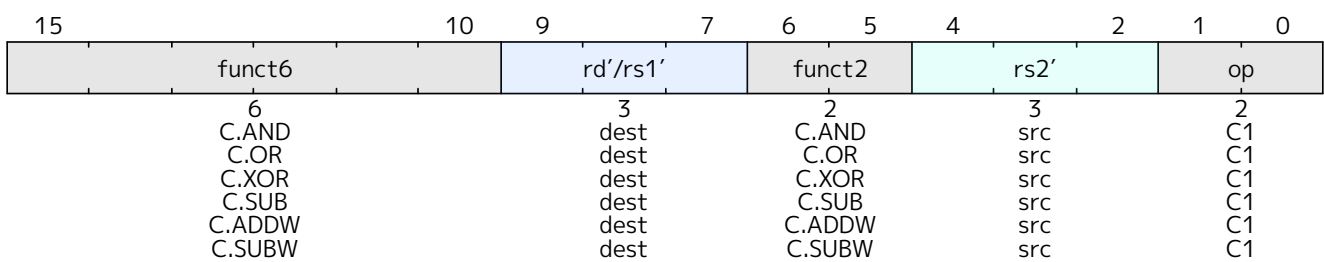 15 10 9 7 6 5 4 2 1 0
funct6 rd′/rs1′ funct2 rs2′ op
6 3 2 3 2
C.AND dest C.AND src C1
C.OR dest C.OR src C1
C.XOR dest C.XOR src C1
C.SUB dest C.SUB src C1
C.ADDW dest C.ADDW src C1
C.SUBW dest C.SUBW src C1